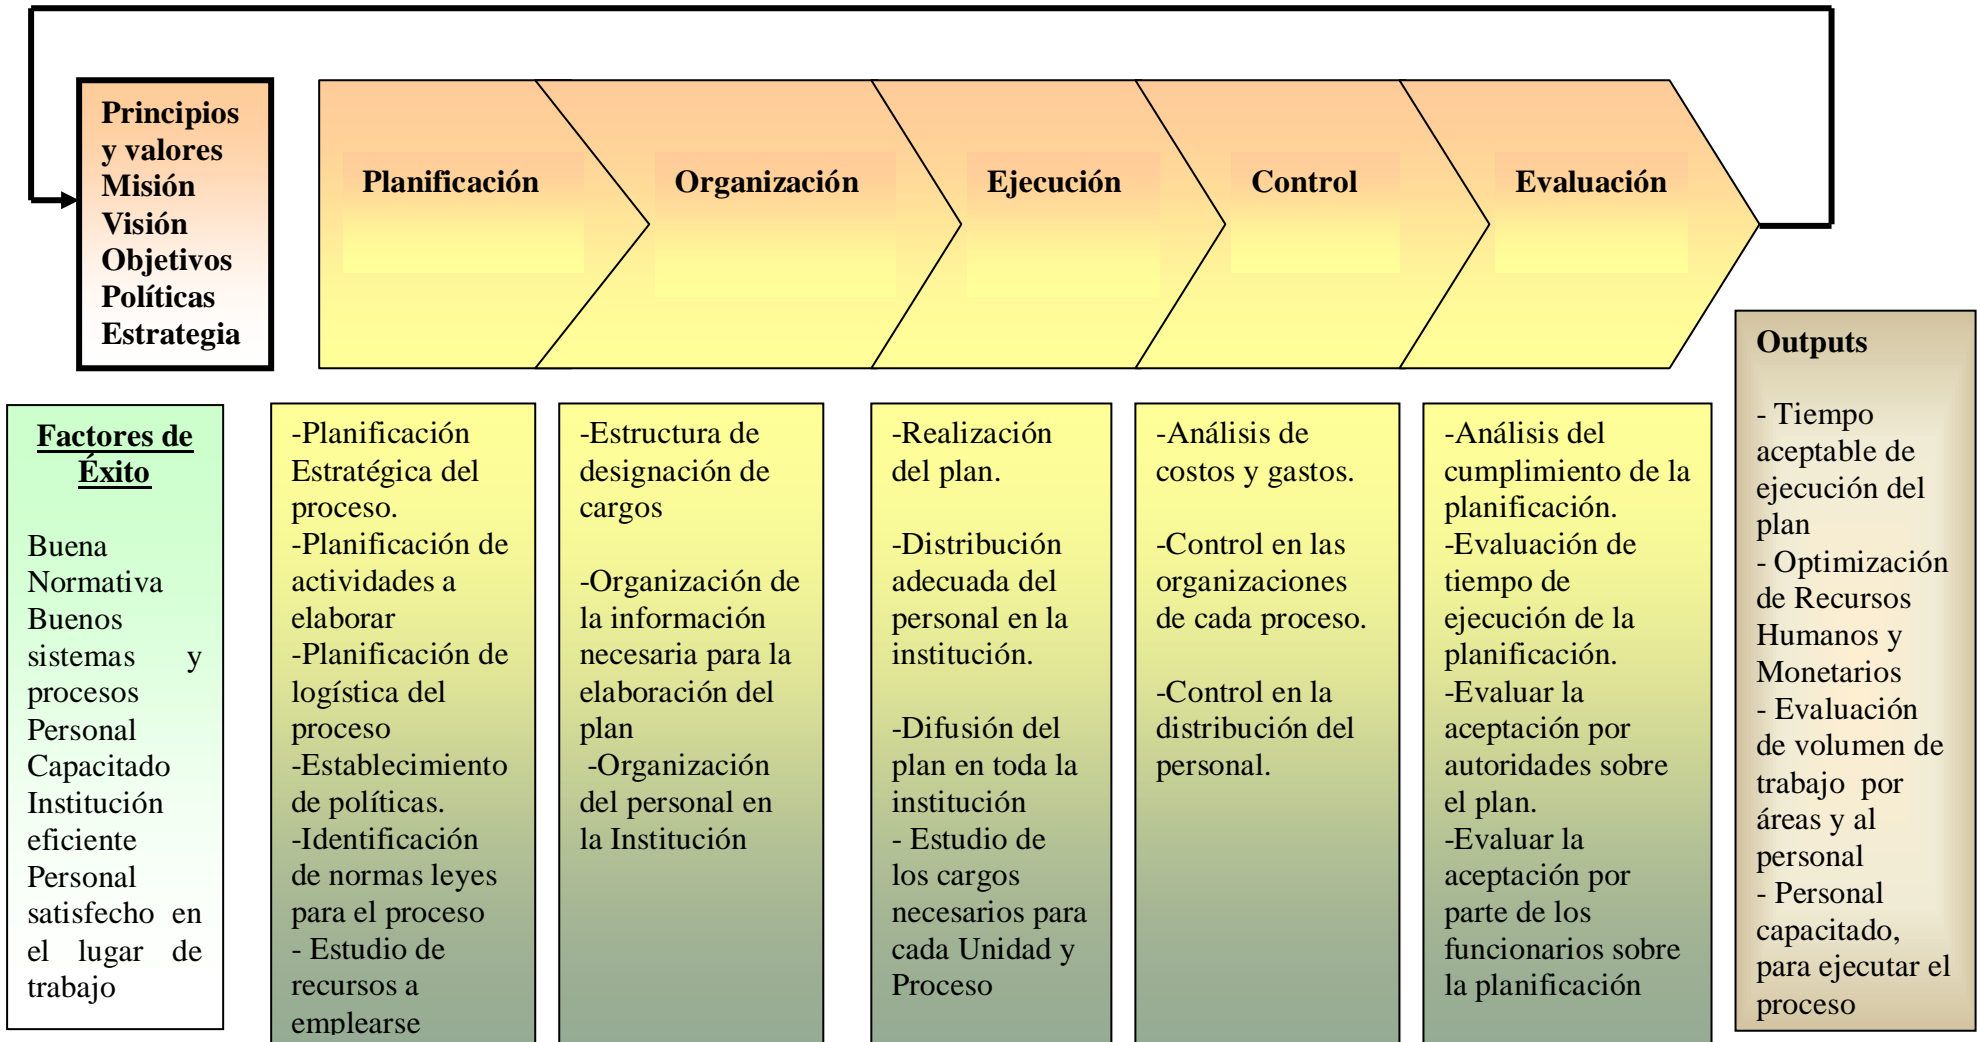 Principios
y valores
Misión
Visión
Objetivos
Políticas
Estrategia
Planificación
Organización
Ejecución
Control
Evaluación
Factores de
Éxito
Buena
Normativa
Buenos
sistemas y
procesos
Personal
Capacitado
Institución
eficiente
Personal
satisfecho en
el lugar de
trabajo
-Planificación
Estratégica del
proceso.
-Planificación de
actividades a
elaborar
-Planificación de
logística del
proceso
-Establecimiento
de políticas.
-Identificación
de normas leyes
para el proceso
- Estudio de
recursos a
emplearse
-Estructura de
designación de
cargos
-Organización de
la información
necesaria para la
elaboración del
plan
-Organización
del personal en
la Institución
-Realización
del plan.
-Distribución
adecuada del
personal en la
institución.
-Difusión del
plan en toda la
institución
- Estudio de
los cargos
necesarios para
cada Unidad y
Proceso
-Análisis de
costos y gastos.
-Control en las
organizaciones
de cada proceso.
-Control en la
distribución del
personal.
-Análisis del
cumplimiento de la
planificación.
-Evaluación de
tiempo de
ejecución de la
planificación.
-Evaluar la
aceptación por
autoridades sobre
el plan.
-Evaluar la
aceptación por
parte de los
funcionarios sobre
la planificación
Outputs
- Tiempo
aceptable de
ejecución del
plan
- Optimización
de Recursos
Humanos y
Monetarios
- Evaluación
de volumen de
trabajo por
áreas y al
personal
- Personal
capacitado,
para ejecutar el
proceso